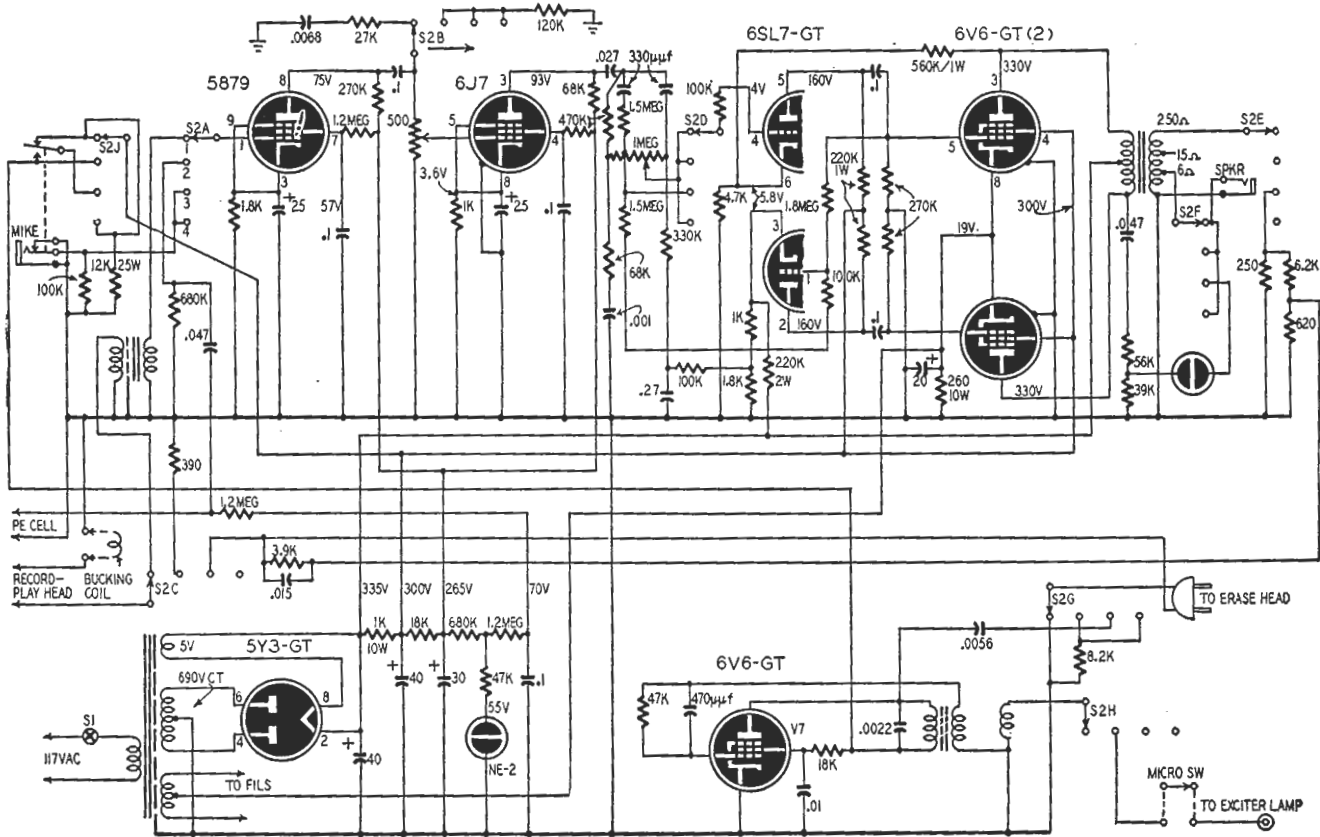 .0068
27K
S2B
120K
6SL7-GT
6V6-GT(2)
5879
8
75V
270K
.1
6J7
3
93V
.027
330µµf
68K
1.5MEG
100K
4V
5
160V
.1
560K/1W
330V
3
250Ω
S2E
S2J
S2A
1
2
3
4
9
1
7
1.2MEG
500
5
4
470K
1MEG
S2D
4
6
220K
1W
5
4
15Ω
6Ω
SPKR
3
3.6V
8
1.8K
25
57V
.1
1K
25
.1
1.5MEG
330K
4.7K
5.8V
1.8MEG
270K
8
300V
S2F
.047
MIKE
12K
25W
100K
680K
.047
68K
.001
3
1
100K
19V
250
6.2K
620
2
160V
.1
1K
1.8K
220K
2W
100K
.27
20
+
260
10W
330V
56K
39K
390
PE CELL
1.2MEG
RECORD-
PLAY HEAD
BUCKING
COIL
S2C
3.9K
.015
335V
300V
265V
70V
S2G
TO ERASE HEAD
5V
5Y3-GT
1K
10W
18K
680K
1.2MEG
.0056
8.2K
690V CT
6
8
4
2
+
40
+
40
+
30
47K
55V
NE-2
.1
6V6-GT
47K
470µµf
V7
18K
.0022
.01
S2H
S1
117VAC
TO FILS
MICRO SW
TO EXCITER LAMP